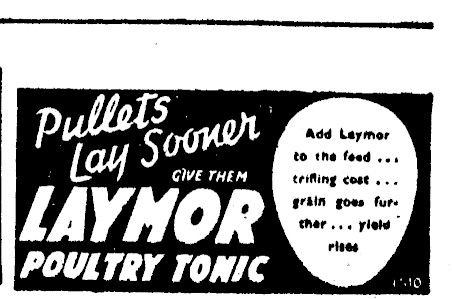 Pullets
Lay Sooner
GIVE THEM
LAYMOR
POULTRY TONIC
Add Laymor
to the feed ...
trifling cost ...
grain goes fur-
ther ... yield
rises